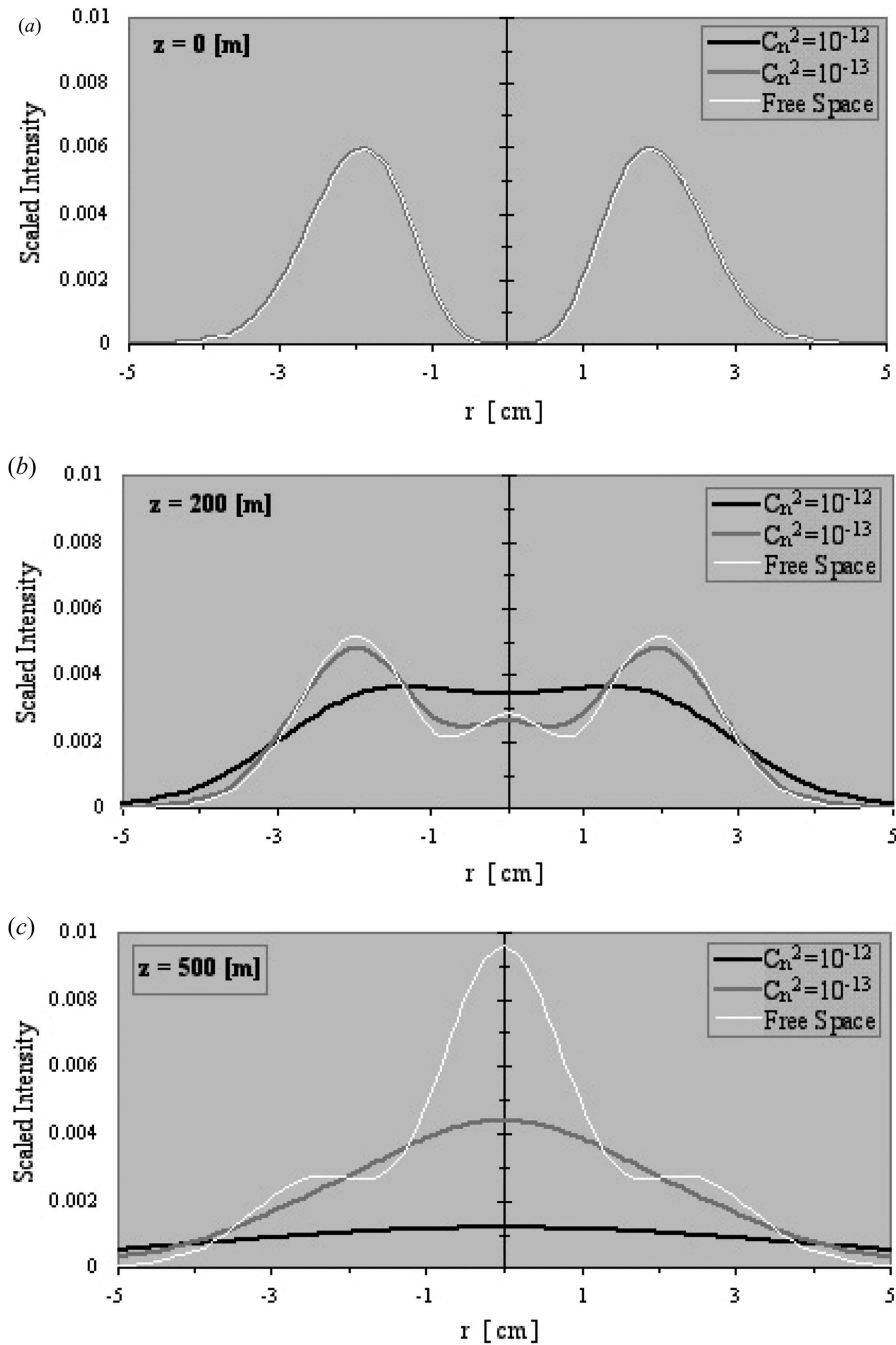 (a)
0.01
z = 0 [m]
Cn²=10⁻¹²
Cn²=10⁻¹³
Free Space
0.008
0.006
0.004
0.002
0
Scaled Intensity
-5 -3 -1 1 3 5
r [cm]
(b)
0.01
z = 200 [m]
Cn²=10⁻¹²
Cn²=10⁻¹³
Free Space
0.008
0.006
0.004
0.002
0
Scaled Intensity
-5 -3 -1 1 3 5
r [cm]
(c)
0.01
z = 500 [m]
Cn²=10⁻¹²
Cn²=10⁻¹³
Free Space
0.008
0.006
0.004
0.002
0
Scaled Intensity
-5 -3 -1 1 3 5
r [cm]